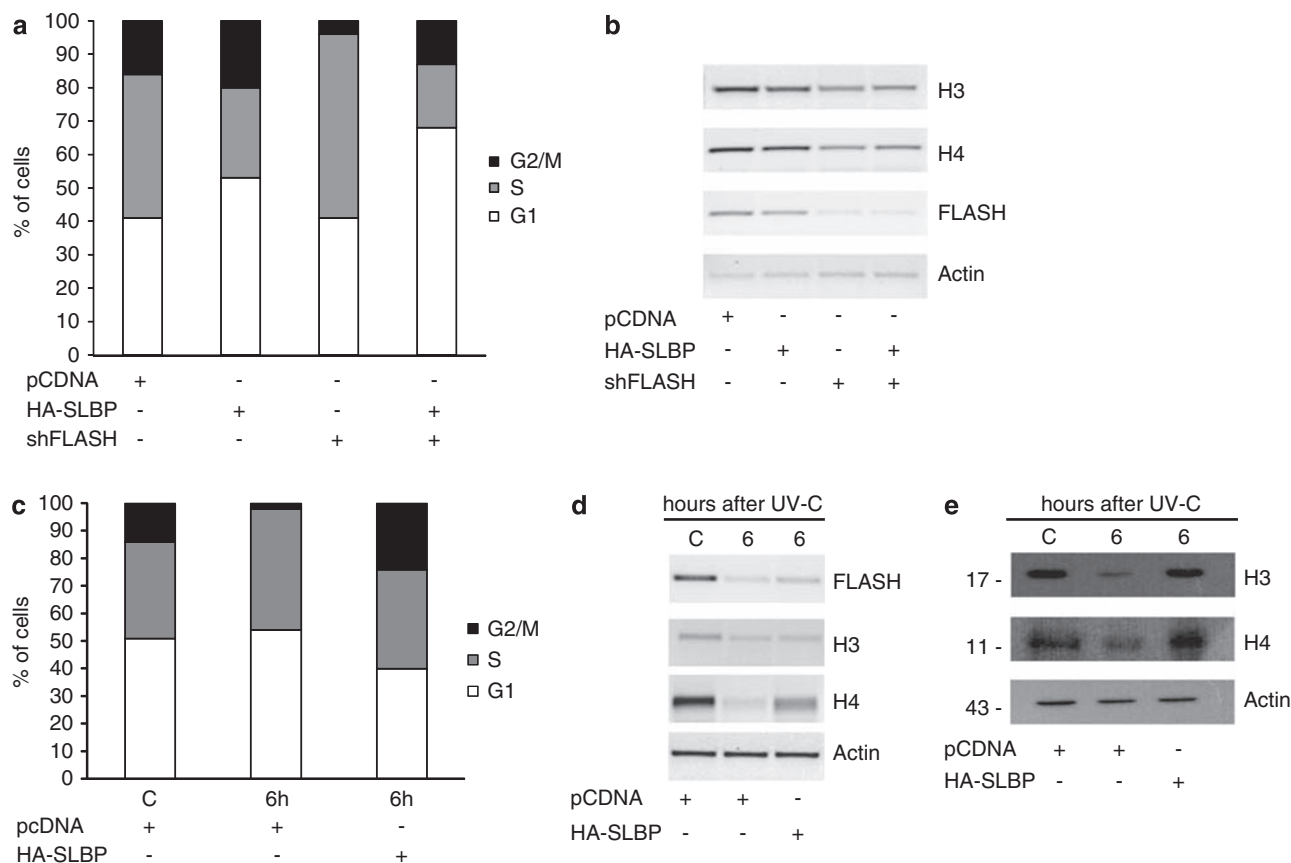 a
100
90
80
70
60
50
40
30
20
10
0
% of cells
G2/M
S
G1
pCDNA + - - -
HA-SLBP - + - +
shFLASH - - + +
b
H3
H4
FLASH
Actin
pCDNA + - - -
HA-SLBP - + - +
shFLASH - - + +
c
100
90
80
70
60
50
40
30
20
10
0
% of cells
G2/M
S
G1
C 6h 6h
pcDNA + + -
HA-SLBP - - +
d
hours after UV-C
C 6 6
FLASH
H3
H4
Actin
pCDNA + + -
HA-SLBP - - +
e
hours after UV-C
C 6 6
17 - H3
11 - H4
43 - Actin
pCDNA + + -
HA-SLBP - - +